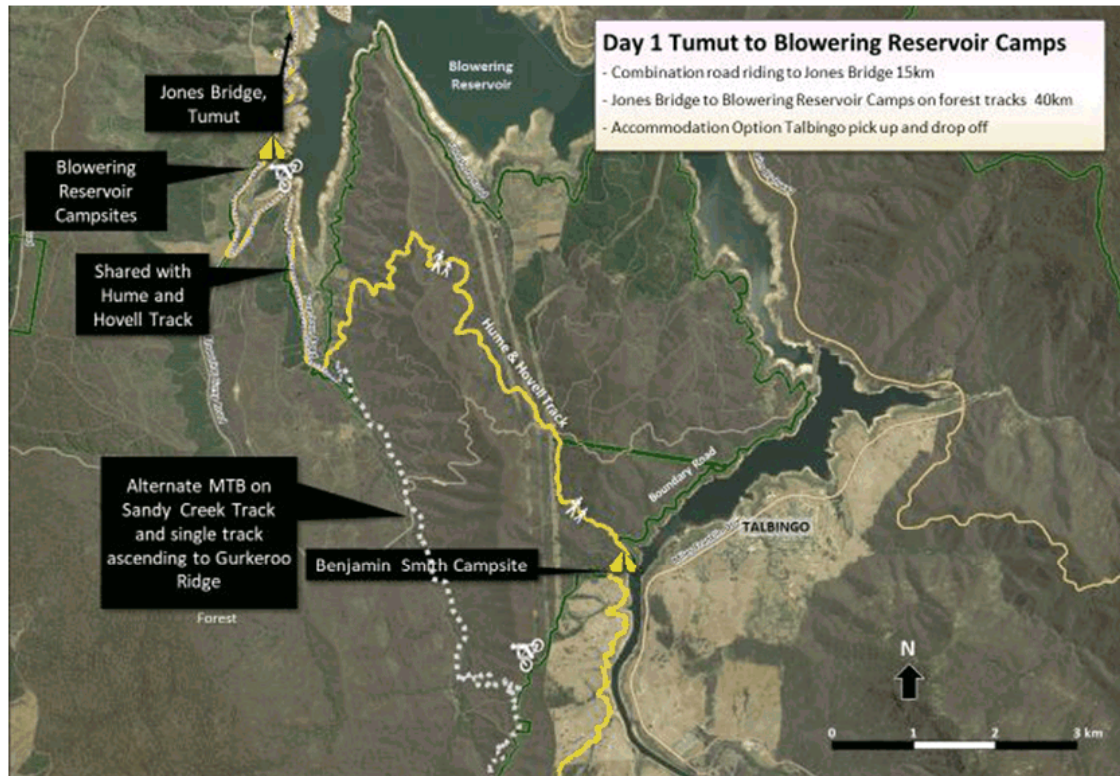 Day 1 Tumut to Blowering Reservoir Camps
- Combination road riding to Jones Bridge 15km
- Jones Bridge to Blowering Reservoir Camps on forest tracks 40km
- Accommodation Option Talbingo pick up and drop off
Blowering
Reservoir
Jones Bridge,
Tumut
Blowering
Reservoir
Campsites
Shared with
Hume and
Hovell Track
Hume & Hovell Track
Alternate MTB on
Sandy Creek Track
and single track
ascending to Gurkeroo
Ridge
Forest
Boundary Road
TALBINGO
Benjamin Smith Campsite
N
0 1 2 3 km